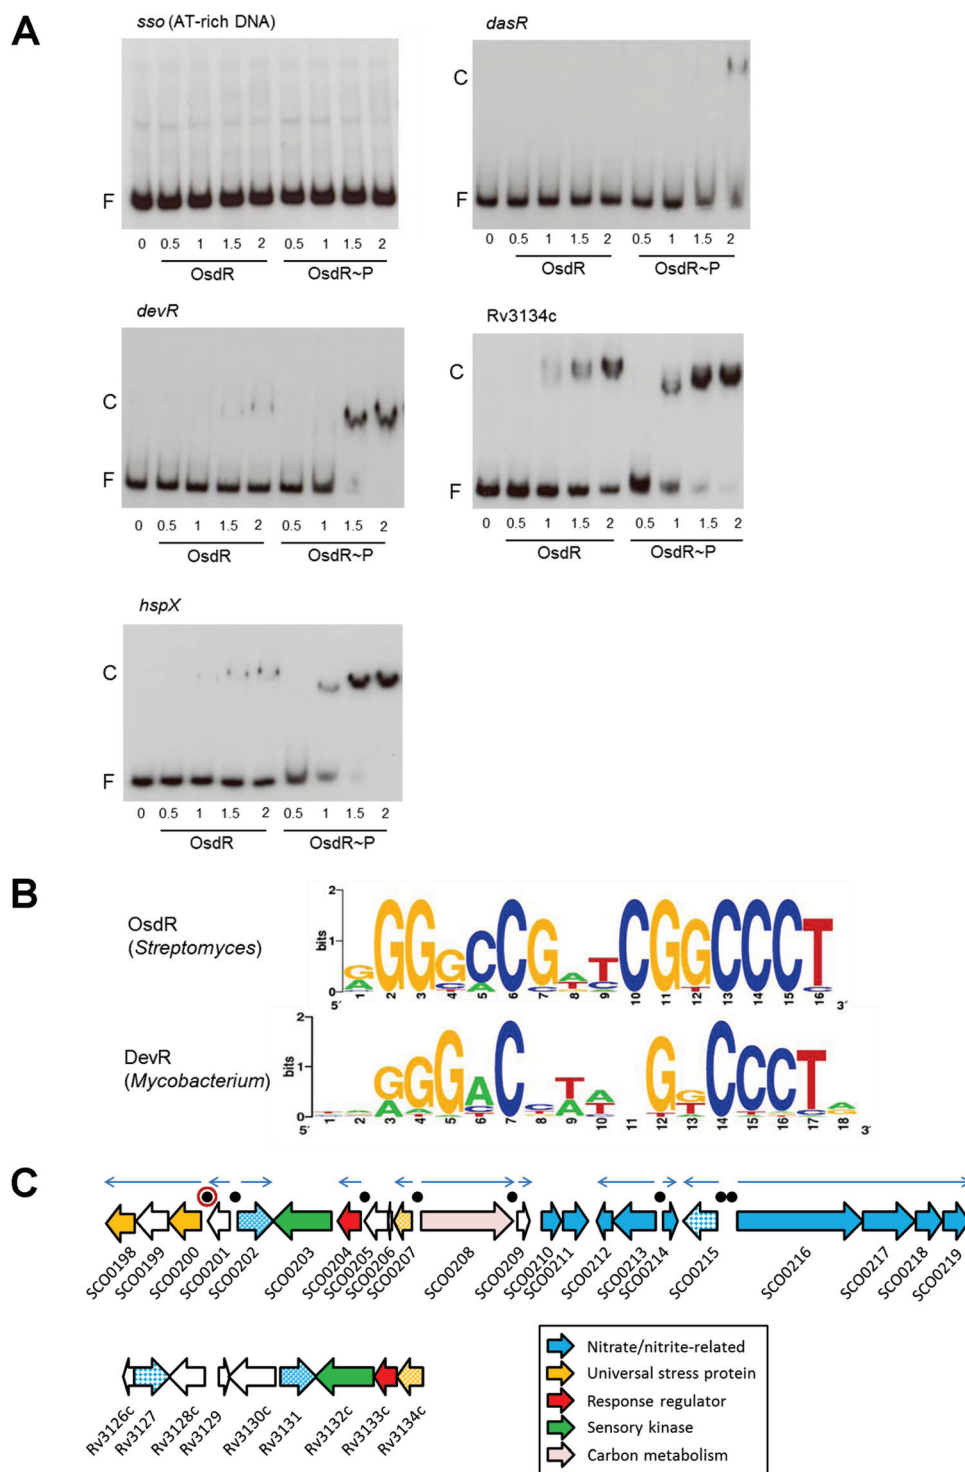 A
sso (AT-rich DNA)
F
0 0.5 1 1.5 2 0.5 1 1.5 2
OsdR OsdR~P
dasR
C
F
0 0.5 1 1.5 2 0.5 1 1.5 2
OsdR OsdR~P
devR
C
F
0 0.5 1 1.5 2 0.5 1 1.5 2
OsdR OsdR~P
Rv3134c
C
F
0 0.5 1 1.5 2 0.5 1 1.5 2
OsdR OsdR~P
hspX
C
F
0 0.5 1 1.5 2 0.5 1 1.5 2
OsdR OsdR~P
B
OsdR
(Streptomyces)
2
bits
1
0
GGGCCGATCGGCCCT
5′ 1 2 3 4 5 6 7 8 9 10 11 12 13 14 15 16 3′
DevR
(Mycobacterium)
2
bits
1
0
5′ 1 2 3 4 5 6 7 8 9 10 11 12 13 14 15 16 17 18 3′
C
SCO0198 SCO0199 SCO0200 SCO0201 SCO0202 SCO0203 SCO0204 SCO0205 SCO0206 SCO0207 SCO0208 SCO0209 SCO0210 SCO0211 SCO0212 SCO0213 SCO0214 SCO0215 SCO0216 SCO0217 SCO0218 SCO0219
Rv3126c Rv3127 Rv3128c Rv3129 Rv3130c Rv3131 Rv3132c Rv3133c Rv3134c
Nitrate/nitrite-related
Universal stress protein
Response regulator
Sensory kinase
Carbon metabolism